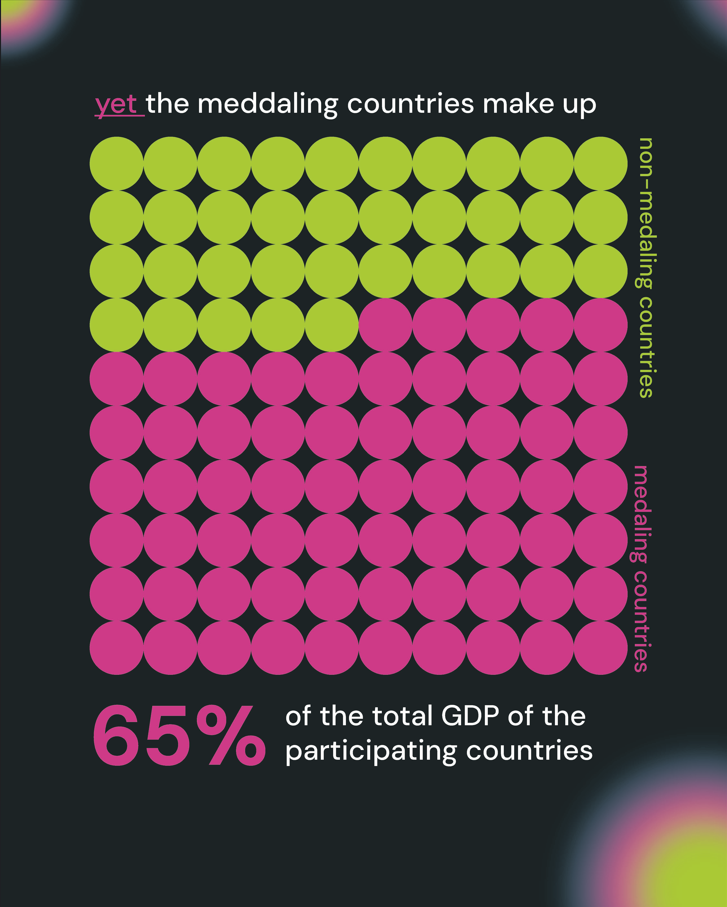 yet the meddaling countries make up
non-medaling countries
medaling countries
65%
of the total GDP of the
participating countries